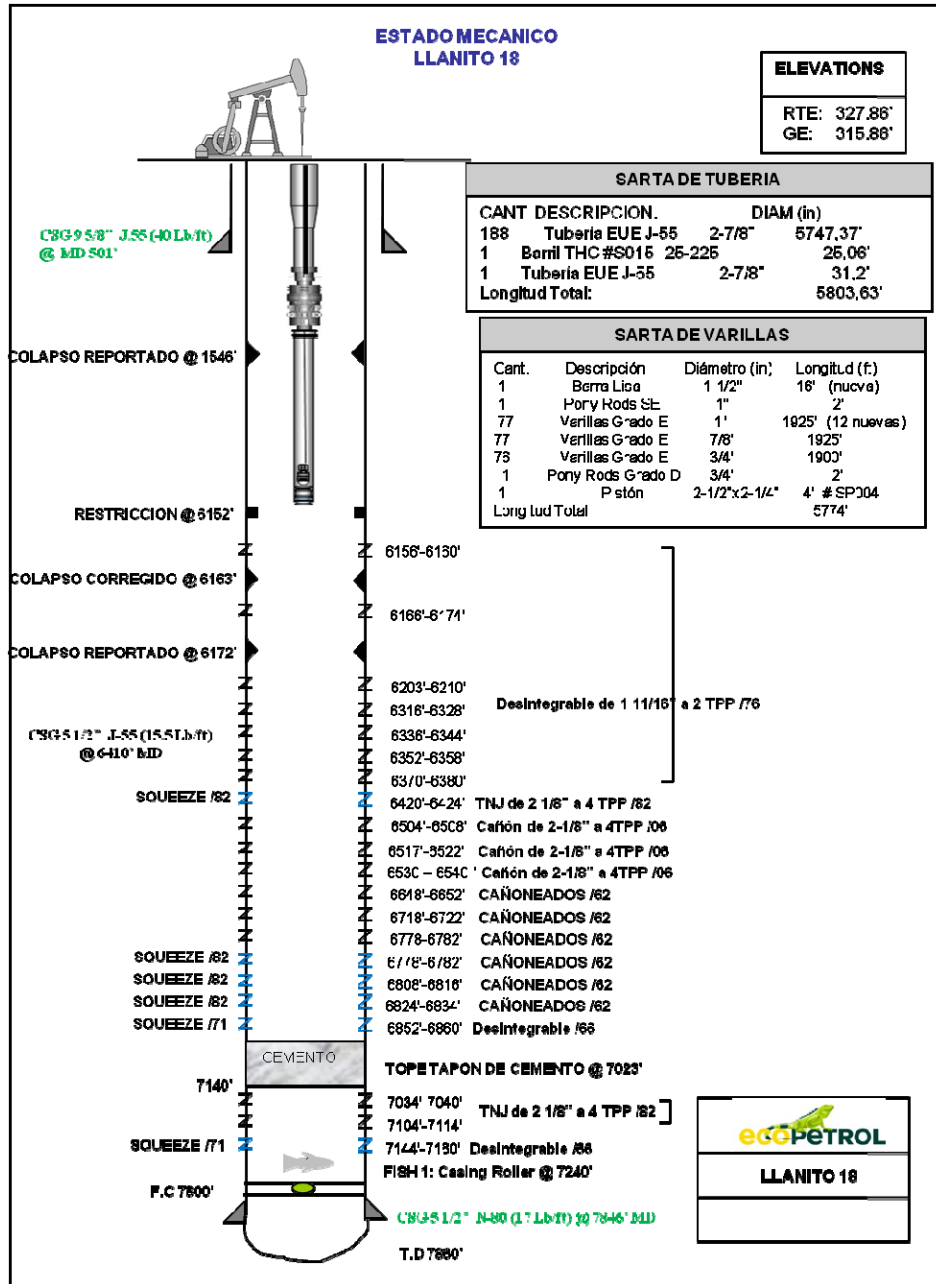 ESTADO MECANICO
LLANITO 18
ELEVATIONS
RTE: 327.86'
GE: 315.86'
SARTA DE TUBERIA
CANT DESCRIPCION. DIAM (in)
188 Tuberia EUE J-55 2-7/8" 5747,37'
1 Barril THC #S015 25-225 25,06'
1 Tuberia EUE J-55 2-7/8" 31,2'
Longitud Total: 5803,63'
CSG 9 5/8" J-55 (40 Lb/ft)
@ MD 501'
SARTA DE VARILLAS
Cant. Descripción Diámetro (in) Longitud (ft)
1 Barra Lisa 1 1/2" 16' (nueva)
1 Pony Rods SE 1" 2'
77 Varillas Grado E 1' 1925' (12 nuevas)
77 Varillas Grado E 7/8' 1925'
76 Varillas Grado E 3/4' 1900'
1 Pony Rods Grado D 3/4' 2'
1 Pistón 2-1/2"x2-1/4" 4' # SP004
Longitud Total 5774'
COLAPSO REPORTADO @ 1546'
RESTRICCION @ 6152'
6156'-6160'
COLAPSO CORREGIDO @ 6163'
6166'-6174'
COLAPSO REPORTADO @ 6172'
6203'-6210'
Desintegrable de 1 11/16" a 2 TPP /76
6316'-6328'
CSG 5 1/2" J-55 (15.5 Lb/ft)
@ 6410' MD
6336'-6344'
6352'-6358'
6370'-6380'
SQUEEZE /82
6420'-6424' TNJ de 2 1/8" a 4 TPP /82
6504'-6508' Cañón de 2-1/8" a 4TPP /06
6517'-6522' Cañón de 2-1/8" a 4TPP /06
6530 – 6540 ' Cañón de 2-1/8" a 4TPP /06
6648'-6652' CAÑONEADOS /62
6718'-6722' CAÑONEADOS /62
6778-6782' CAÑONEADOS /62
SQUEEZE /82 6778'-6782' CAÑONEADOS /62
SQUEEZE /82 6808'-6816' CAÑONEADOS /62
SQUEEZE /82 6824'-6834' CAÑONEADOS /62
SQUEEZE /71 6852'-6860' Desintegrable /66
CEMENTO
TOPE TAPON DE CEMENTO @ 7023'
7140'
7034' 7040'
TNJ de 2 1/8" a 4 TPP /82
7104'-7114'
SQUEEZE /71 7144'-7160' Desintegrable /66
FISH 1: Casing Roller @ 7240'
F.C 7800'
CSG 5 1/2" N-80 (17 Lb/ft) @ 7846' MD
T.D 7860'
ecopetrol
LLANITO 18